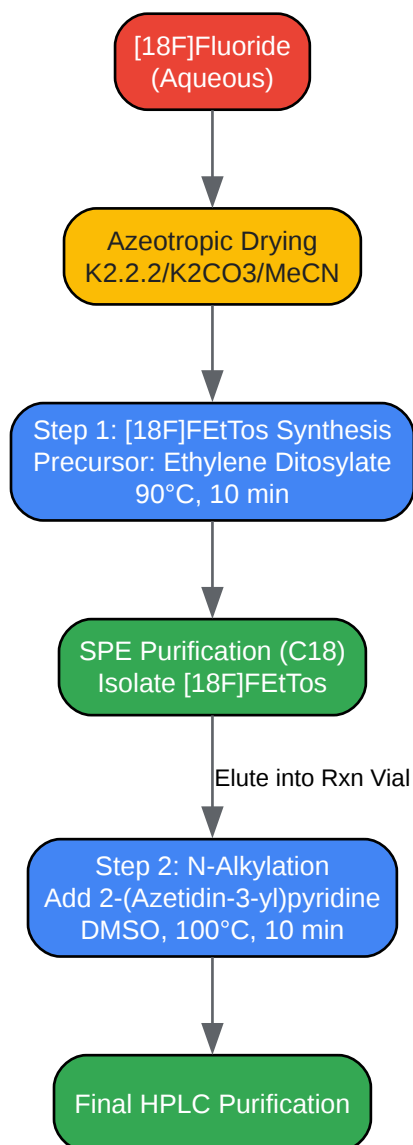 [18F]Fluoride
(Aqueous)
Azeotropic Drying
K2.2.2/K2CO3/MeCN
Step 1: [18F]FEtTos Synthesis
Precursor: Ethylene Ditosylate
90°C, 10 min
SPE Purification (C18)
Isolate [18F]FEtTos
Elute into Rxn Vial
Step 2: N-Alkylation
Add 2-(Azetidin-3-yl)pyridine
DMSO, 100°C, 10 min
Final HPLC Purification